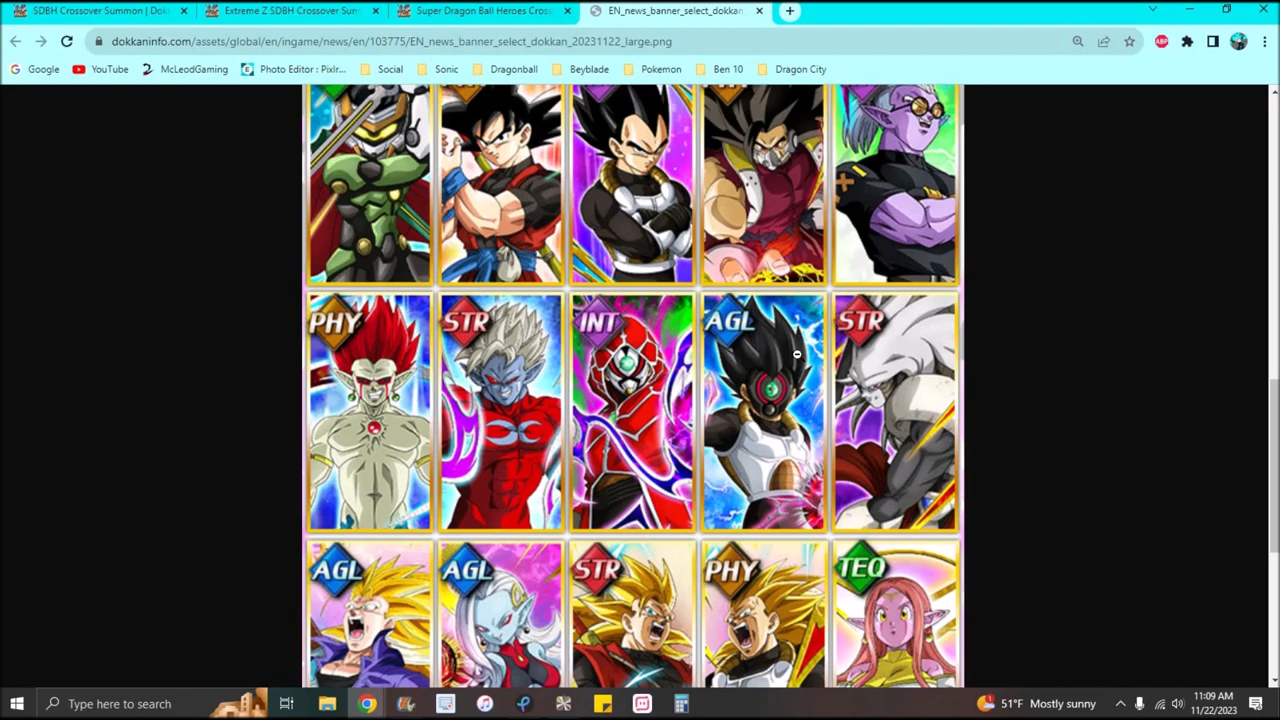 SDBH Crossover Summon | Dok
Extreme Z SDBH Crossover Sum
Super Dragon Ball Heroes Cross
EN_news_banner_select_dokkan
dokkaninfo.com/assets/global/en/ingame/news/en/103775/EN_news_banner_select_dokkan_20231122_large.png
ABP
Google
YouTube
McLeodGaming
Photo Editor : Pixlr...
Social
Sonic
Dragonball
Beyblade
Pokemon
Ben 10
Dragon City
PHY
STR
INT
AGL
STR
AGL
AGL
STR
PHY
TEQ
Type here to search
51°F Mostly sunny
11:09 AM
11/22/2023